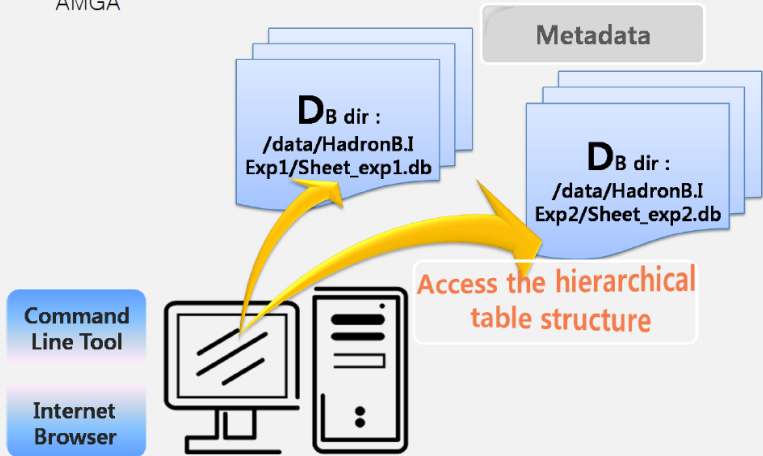 AMGA
Metadata
DB dir :
/data/HadronB.I
Exp1/Sheet_exp1.db
DB dir :
/data/HadronB.I
Exp2/Sheet_exp2.db
Access the hierarchical
table structure
Command
Line Tool
Internet
Browser